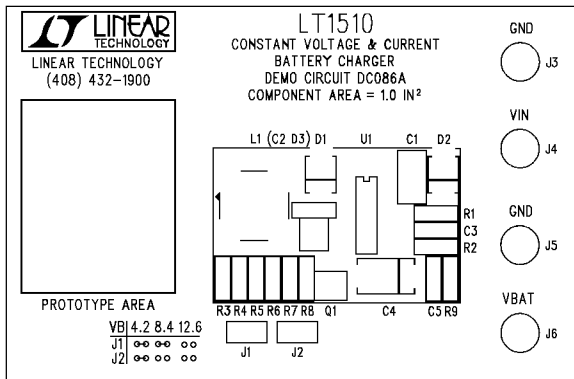 LINEAR
TECHNOLOGY
LINEAR TECHNOLOGY
(408) 432-1900
LT1510
CONSTANT VOLTAGE & CURRENT
BATTERY CHARGER
DEMO CIRCUIT DC086A
COMPONENT AREA = 1.0 IN²
GND
J3
VIN
J4
GND
J5
VBAT
J6
L1 (C2 D3) D1 U1 C1 D2
R1
C3
R2
R3 R4 R5 R6 R7 R8 Q1 C4 C5 R9
J1 J2
PROTOTYPE AREA
VB 4.2 8.4 12.6
J1
J2